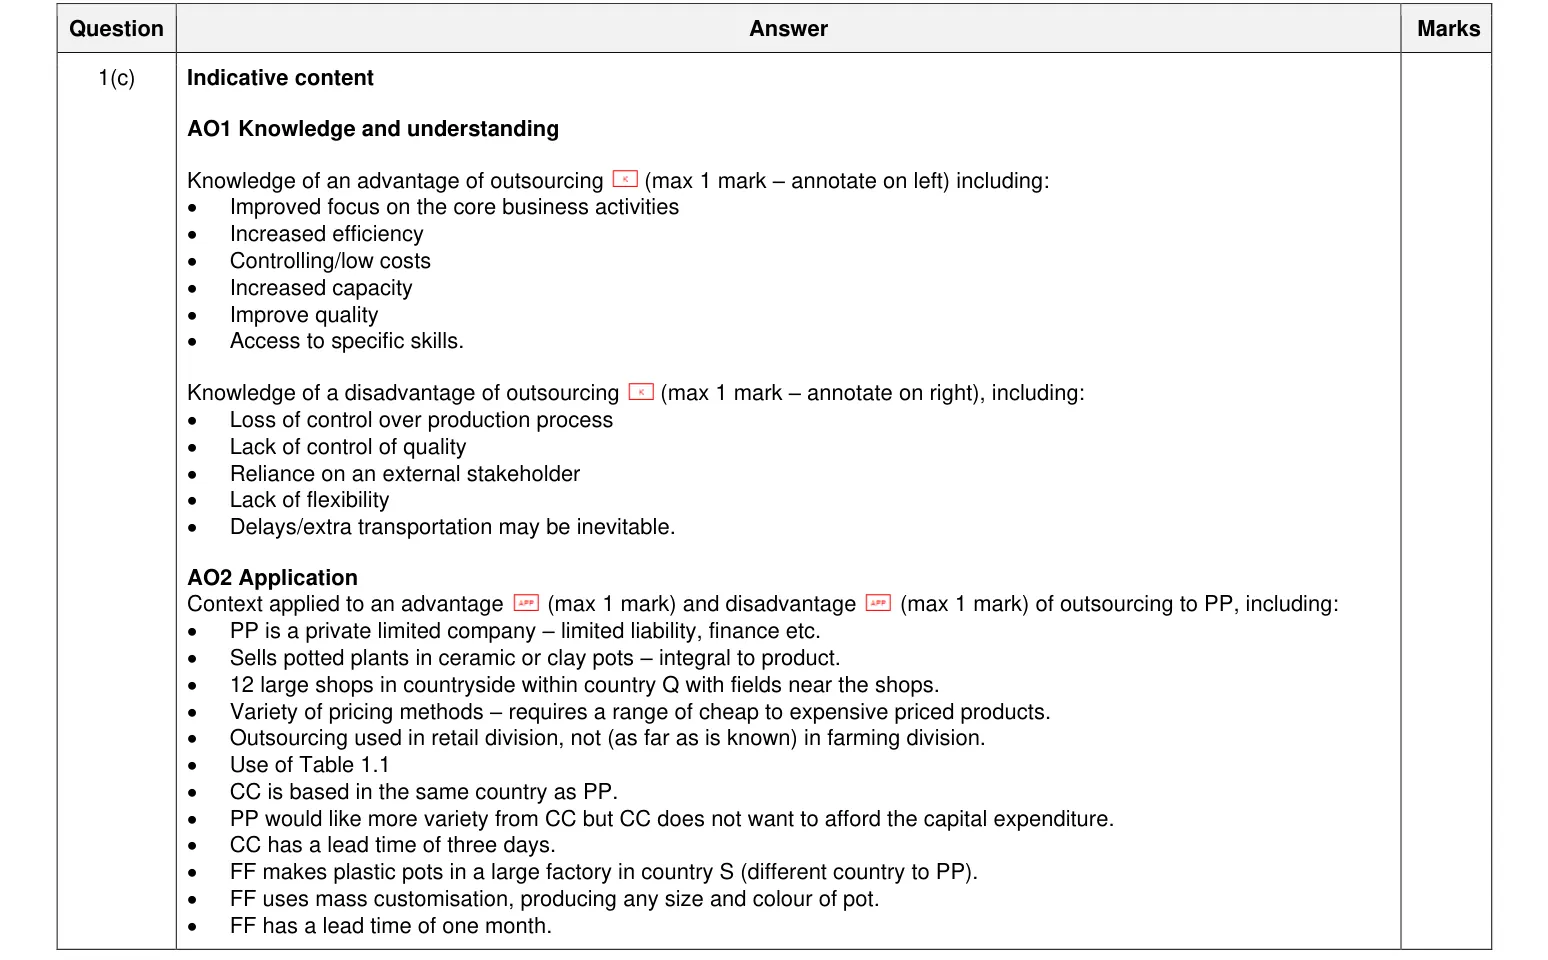 Question Answer Marks
1(c) Indicative content
AO1 Knowledge and understanding
Knowledge of an advantage of outsourcing K (max 1 mark – annotate on left) including:
• Improved focus on the core business activities
• Increased efficiency
• Controlling/low costs
• Increased capacity
• Improve quality
• Access to specific skills.
Knowledge of a disadvantage of outsourcing K (max 1 mark – annotate on right), including:
• Loss of control over production process
• Lack of control of quality
• Reliance on an external stakeholder
• Lack of flexibility
• Delays/extra transportation may be inevitable.
AO2 Application
Context applied to an advantage APP (max 1 mark) and disadvantage APP (max 1 mark) of outsourcing to PP, including:
• PP is a private limited company – limited liability, finance etc.
• Sells potted plants in ceramic or clay pots – integral to product.
• 12 large shops in countryside within country Q with fields near the shops.
• Variety of pricing methods – requires a range of cheap to expensive priced products.
• Outsourcing used in retail division, not (as far as is known) in farming division.
• Use of Table 1.1
• CC is based in the same country as PP.
• PP would like more variety from CC but CC does not want to afford the capital expenditure.
• CC has a lead time of three days.
• FF makes plastic pots in a large factory in country S (different country to PP).
• FF uses mass customisation, producing any size and colour of pot.
• FF has a lead time of one month.